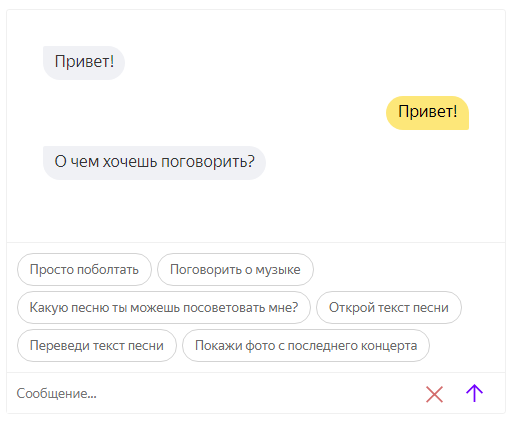 Привет!
Привет!
О чем хочешь поговорить?
Просто поболтать
Поговорить о музыке
Какую песню ты можешь посоветовать мне?
Открой текст песни
Переведи текст песни
Покажи фото с последнего концерта
Сообщение...